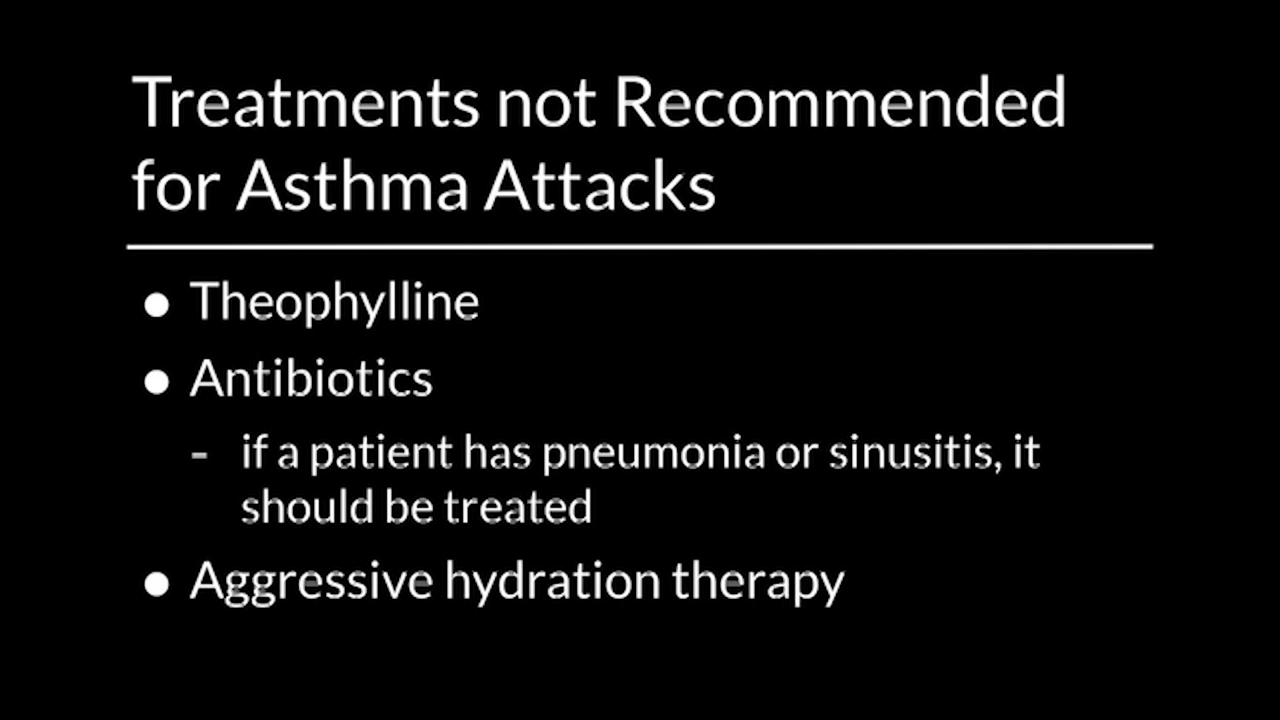 Treatments not Recommended
for Asthma Attacks
● Theophylline
● Antibiotics
- if a patient has pneumonia or sinusitis, it
should be treated
● Aggressive hydration therapy